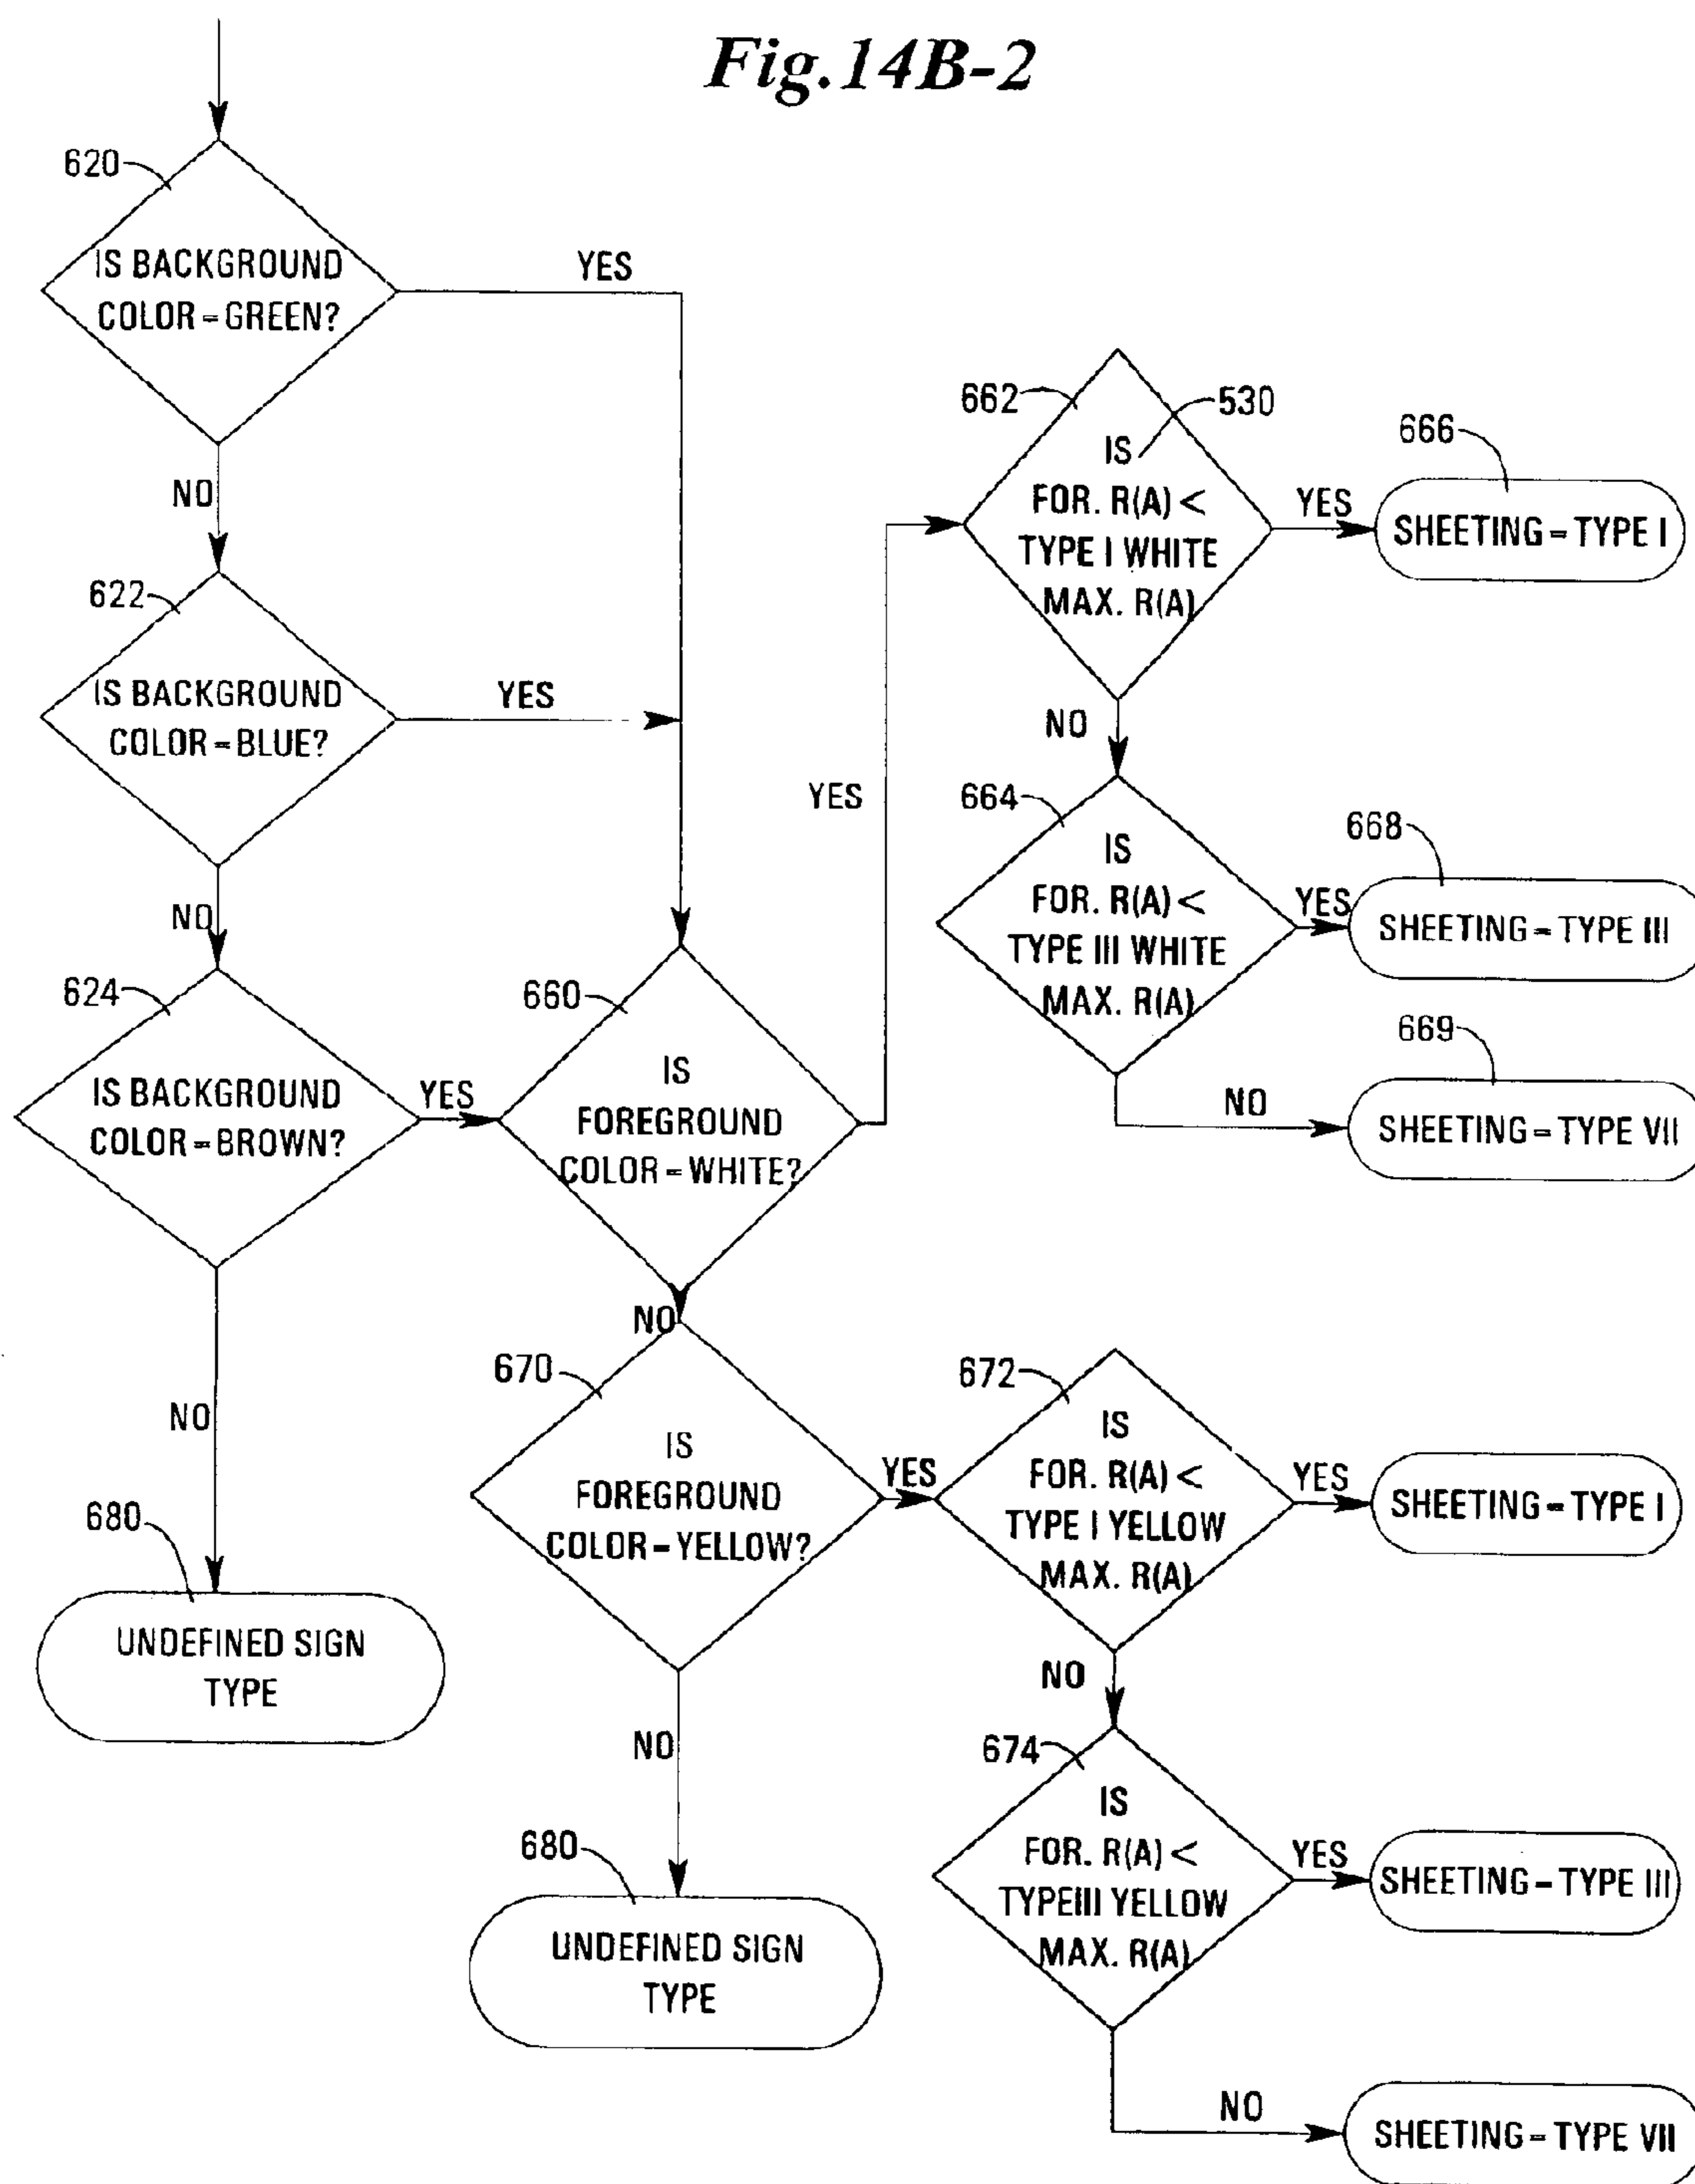 Fig.14B-2
620
IS BACKGROUND
COLOR = GREEN?
YES
NO
622
IS BACKGROUND
COLOR = BLUE?
YES
NO
624
IS BACKGROUND
COLOR = BROWN?
YES
NO
680
UNDEFINED SIGN
TYPE
660
IS
FOREGROUND
COLOR = WHITE?
YES
NO
670
IS
FOREGROUND
COLOR = YELLOW?
YES
NO
680
UNDEFINED SIGN
TYPE
662
530
IS
FOR. R(A) <
TYPE I WHITE
MAX. R(A)
YES
666
SHEETING = TYPE I
NO
664
IS
FOR. R(A) <
TYPE III WHITE
MAX. R(A)
YES
668
SHEETING = TYPE III
NO
669
SHEETING = TYPE VII
672
IS
FOR. R(A) <
TYPE I YELLOW
MAX. R(A)
YES
SHEETING = TYPE I
NO
674
IS
FOR. R(A) <
TYPEIII YELLOW
MAX. R(A)
YES
SHEETING = TYPE III
NO
SHEETING = TYPE VII